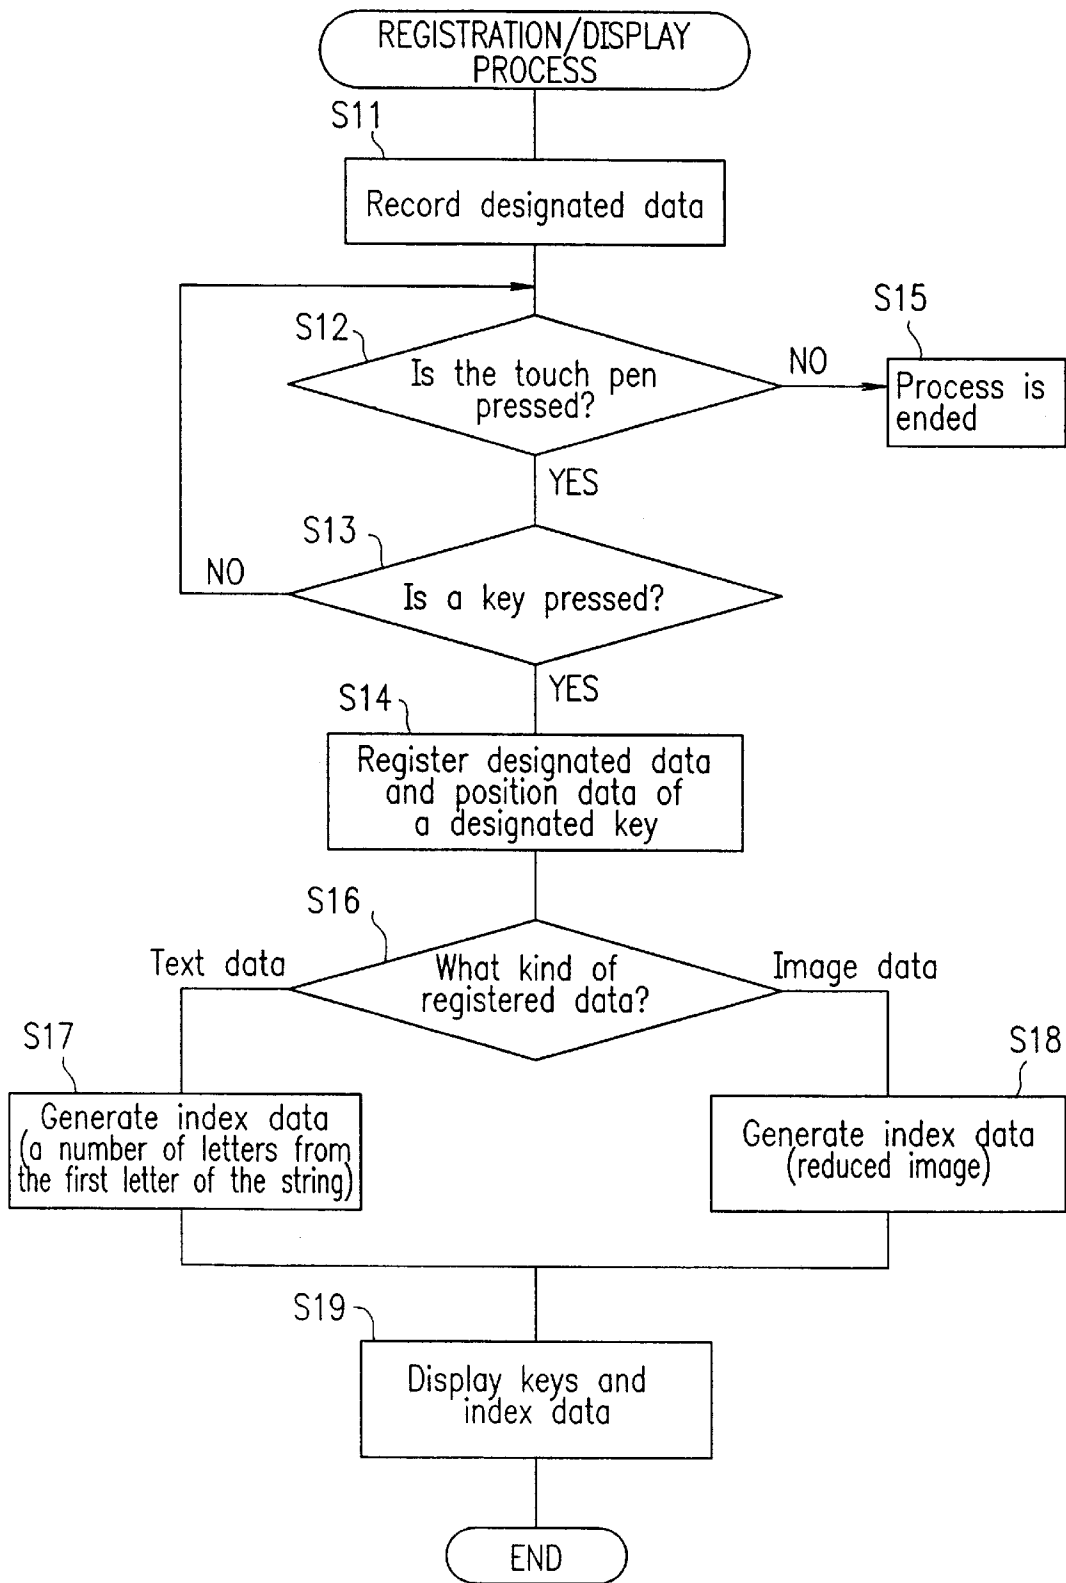 REGISTRATION/DISPLAY
PROCESS
S11
Record designated data
S12
Is the touch pen
pressed?
NO
S15
Process is
ended
YES
S13
NO
Is a key pressed?
YES
S14
Register designated data
and position data of
a designated key
S16
Text data
What kind of
registered data?
Image data
S17
Generate index data
(a number of letters from
the first letter of the string)
S18
Generate index data
(reduced image)
S19
Display keys and
index data
END